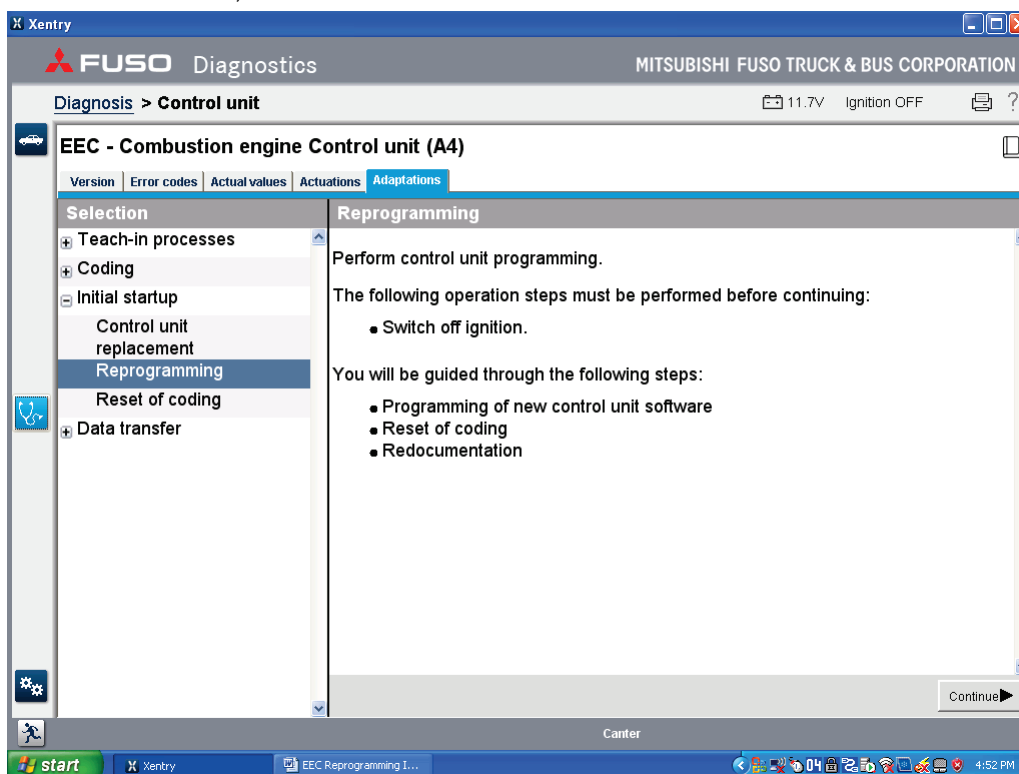 Xentry
FUSO Diagnostics
MITSUBISHI FUSO TRUCK & BUS CORPORATION
Diagnosis > Control unit
11.7V Ignition OFF
?
EEC - Combustion engine Control unit (A4)
Version Error codes Actual values Actuations Adaptations
Selection
Reprogramming
Teach-in processes
Coding
Initial startup
Control unit
replacement
Reprogramming
Reset of coding
Data transfer
Perform control unit programming.
The following operation steps must be performed before continuing:
• Switch off ignition.
You will be guided through the following steps:
• Programming of new control unit software
• Reset of coding
• Redocumentation
Continue
Canter
start
Xentry
EEC Reprogramming I...
04
4:52 PM